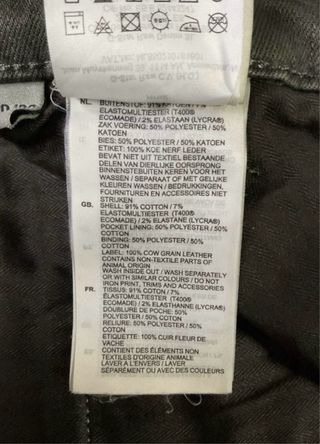 NL. BUITENSTOF: 91% KATOEN / 7%
ELASTOMULTIESTER (T400®
ECOMADE) / 2% ELASTAAN (LYCRA®)
ZAK VOERING: 50% POLYESTER / 50%
KATOEN
BIES: 50% POLYESTER / 50% KATOEN
ETIKET: 100% KOE NERF LEDER
BEVAT NIET UIT TEXTIEL BESTAANDE
DELEN VAN DIERLIJKE OORSPRONG
BINNENSTEBUITEN KEREN VOOR HET
WASSEN / SEPARAAT OF MET GELIJKE
KLEUREN WASSEN / BEDRUKKINGEN,
FOURNITUREN EN ACCESSOIRES NIET
STRIJKEN
GB. SHELL: 91% COTTON / 7%
ELASTOMULTIESTER (T400®
ECOMADE) / 2% ELASTANE (LYCRA®)
POCKET LINING: 50% POLYESTER / 50%
COTTON
BINDING: 50% POLYESTER / 50%
COTTON
LABEL: 100% COW GRAIN LEATHER
CONTAINS NON-TEXTILE PARTS OF
ANIMAL ORIGIN
WASH INSIDE OUT / WASH SEPARATELY
OR WITH SIMILAR COLOURS / DO NOT
IRON PRINT, TRIMS AND ACCESSORIES
FR. TISSUS: 91% COTON / 7%
ÉLASTOMULTIESTER (T400®
ECOMADE) / 2% ELASTHANNE (LYCRA®)
DOUBLURE DE POCHE: 50%
POLYESTER / 50% COTON
RELIURE: 50% POLYESTER / 50%
COTON
ÉTIQUETTE: 100% CUIR FLEUR DE
VACHE
CONTIENT DES ÉLÉMENTS NON
TEXTILES D'ORIGINE ANIMALE
LAVER A L'ENVERS / LAVER
SÉPARÉMENT OU AVEC DES COULEURS